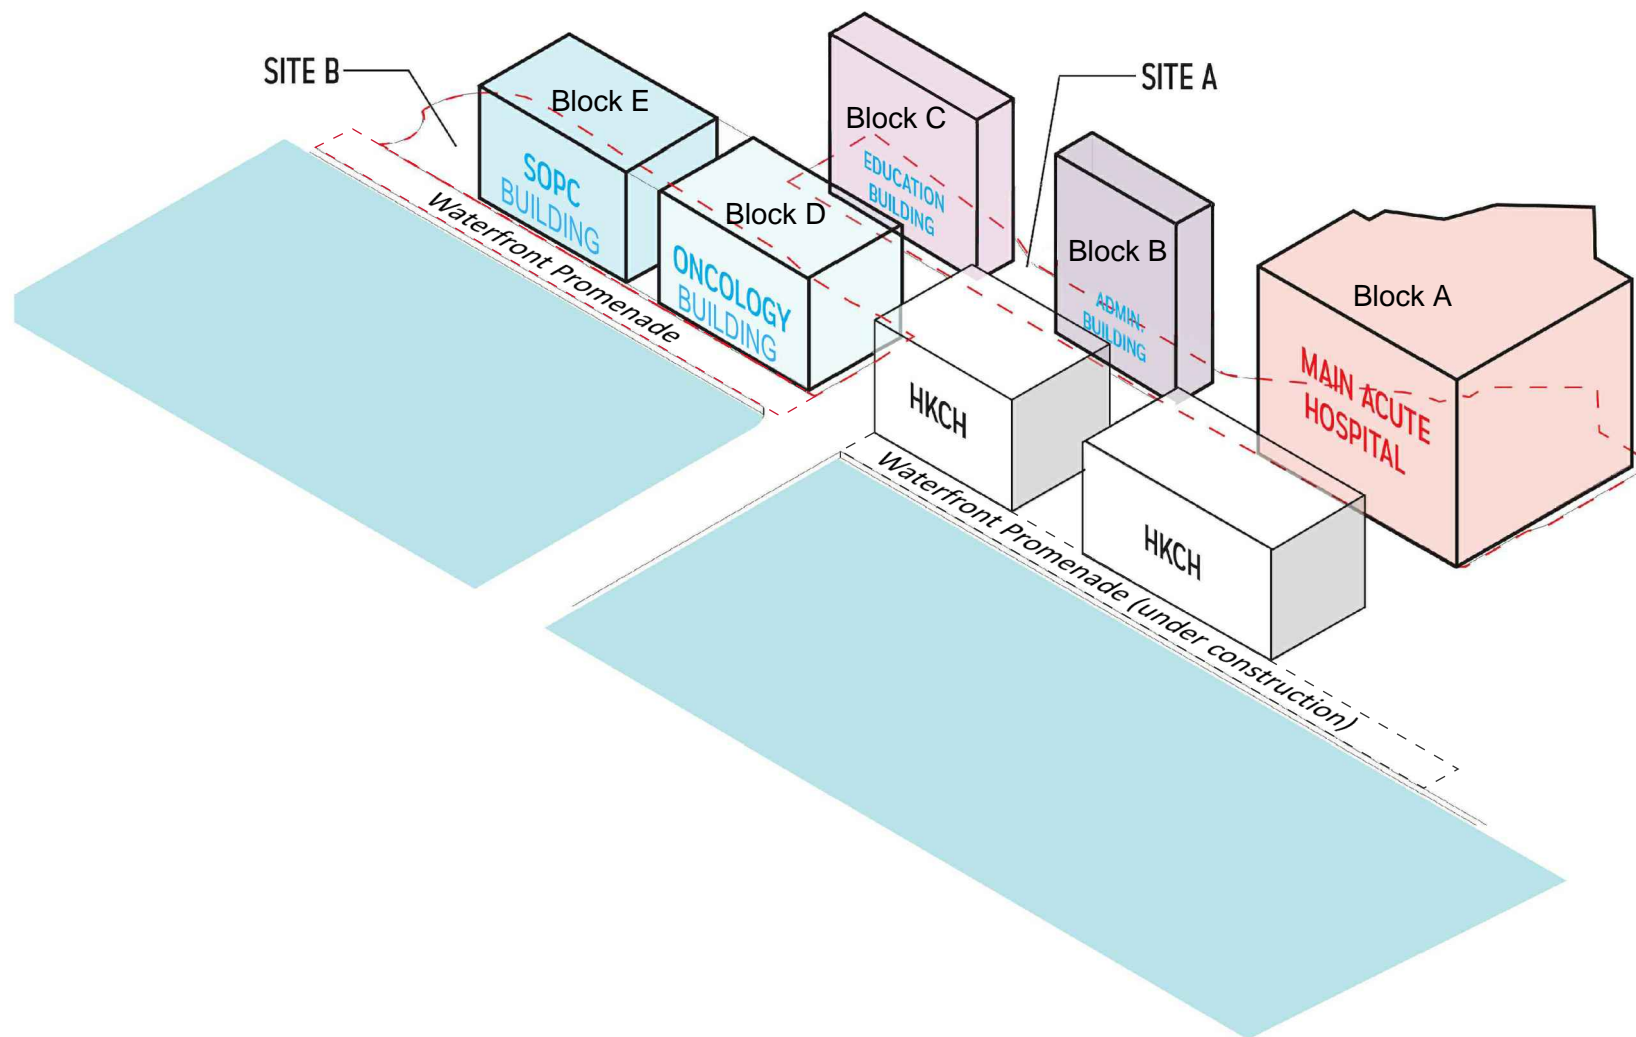 SITE B
SITE A
Block E
SOPC
BUILDING
Block C
EDUCATION
BUILDING
Block D
ONCOLOGY
BUILDING
Block B
ADMIN.
BUILDING
Block A
MAIN ACUTE
HOSPITAL
Waterfront Promenade
HKCH
HKCH
Waterfront Promenade (under construction)